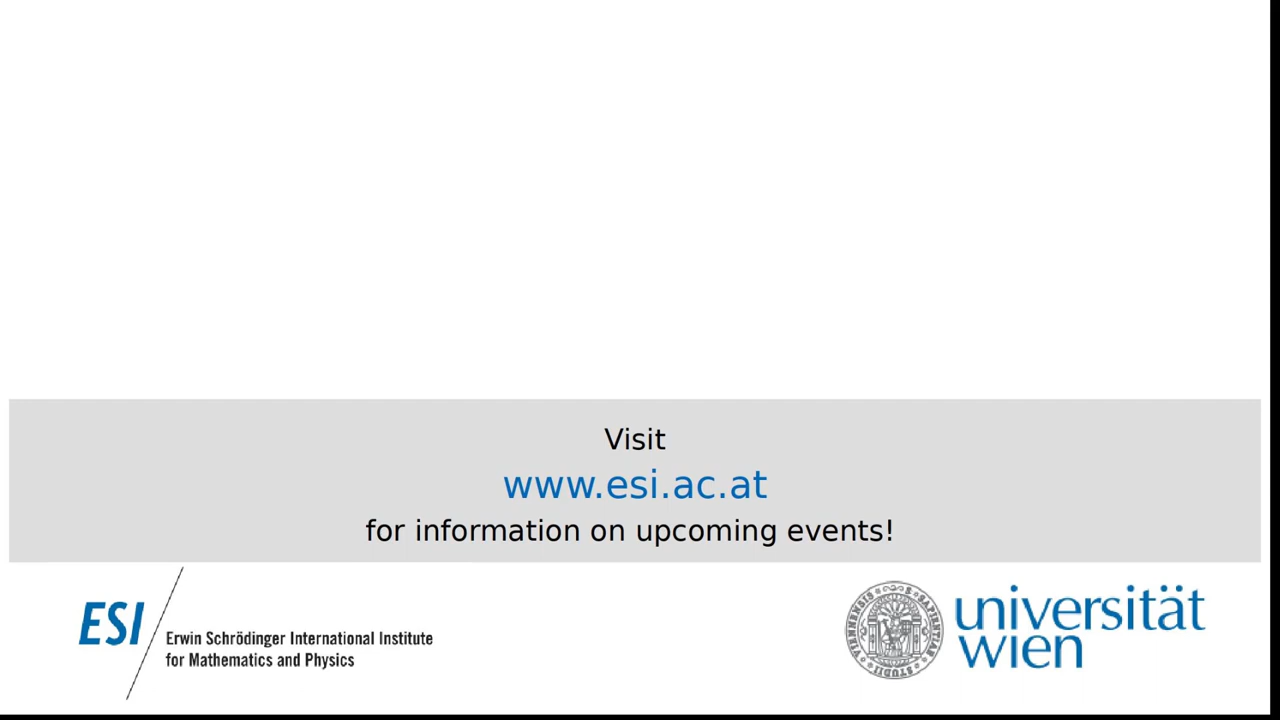 Visit
www.esi.ac.at
for information on upcoming events!
ESI
Erwin Schrödinger International Institute
for Mathematics and Physics
universität
wien